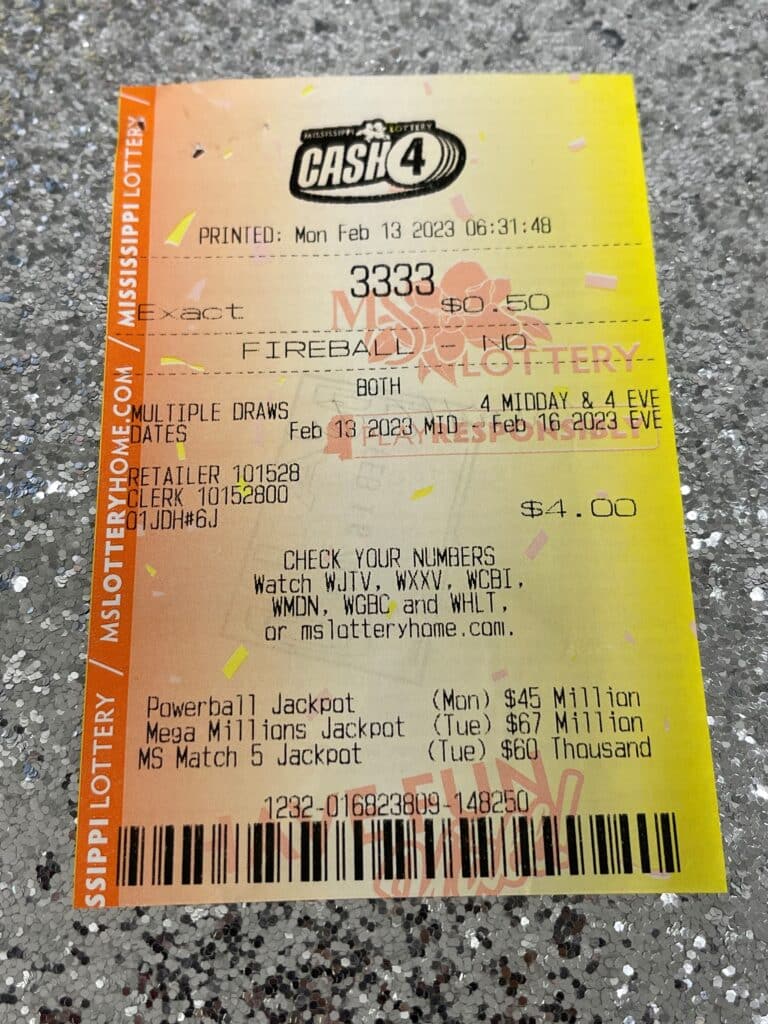 MISSISSIPPI LOTTERY
CASH 4
PRINTED: Mon Feb 13 2023 06:31:48
3333
Exact $0.50
FIREBALL - NO
MS LOTTERY
BOTH
MULTIPLE DRAWS 4 MIDDAY & 4 EVE
DATES Feb 13 2023 MID - Feb 16 2023 EVE
PLAY RESPONSIBLY
RETAILER 101528
CLERK 10152800
01JDH#6J
$4.00
CHECK YOUR NUMBERS
Watch WJTV, WXXV, WCBI,
WMDN, WGBC and WHLT,
or mslotteryhome.com.
Powerball Jackpot (Mon) $45 Million
Mega Millions Jackpot (Tue) $67 Million
MS Match 5 Jackpot (Tue) $60 Thousand
1232-016823809-148250
HAVE FUN
SSIPPI LOTTERY / MSLOTTERYHOME.COM / MISSISSIPPI LOTTERY /